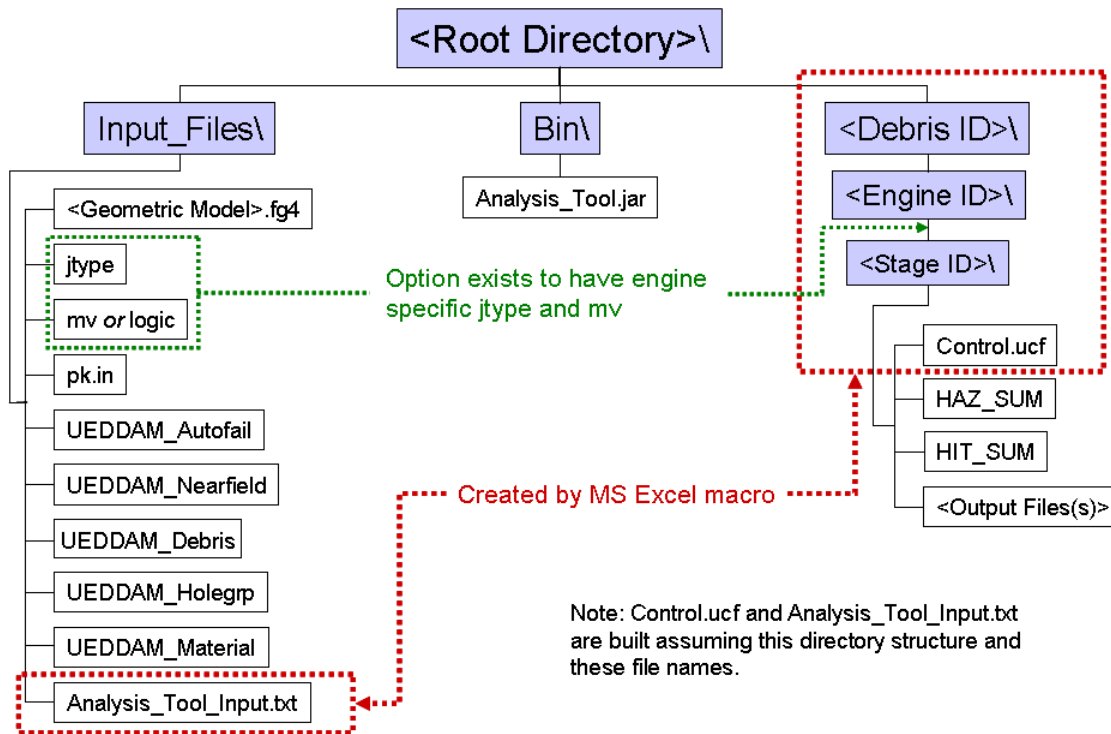 <Root Directory>\
Input_Files\
Bin\
<Debris ID>\
<Geometric Model>.fg4
jtype
mv or logic
pk.in
UEDDAM_Autofail
UEDDAM_Nearfield
UEDDAM_Debris
UEDDAM_Holegrp
UEDDAM_Material
Analysis_Tool_Input.txt
Analysis_Tool.jar
<Engine ID>\
<Stage ID>\
Control.ucf
HAZ_SUM
HIT_SUM
<Output Files(s)>
Option exists to have engine
specific jtype and mv
Created by MS Excel macro
Note: Control.ucf and Analysis_Tool_Input.txt
are built assuming this directory structure and
these file names.